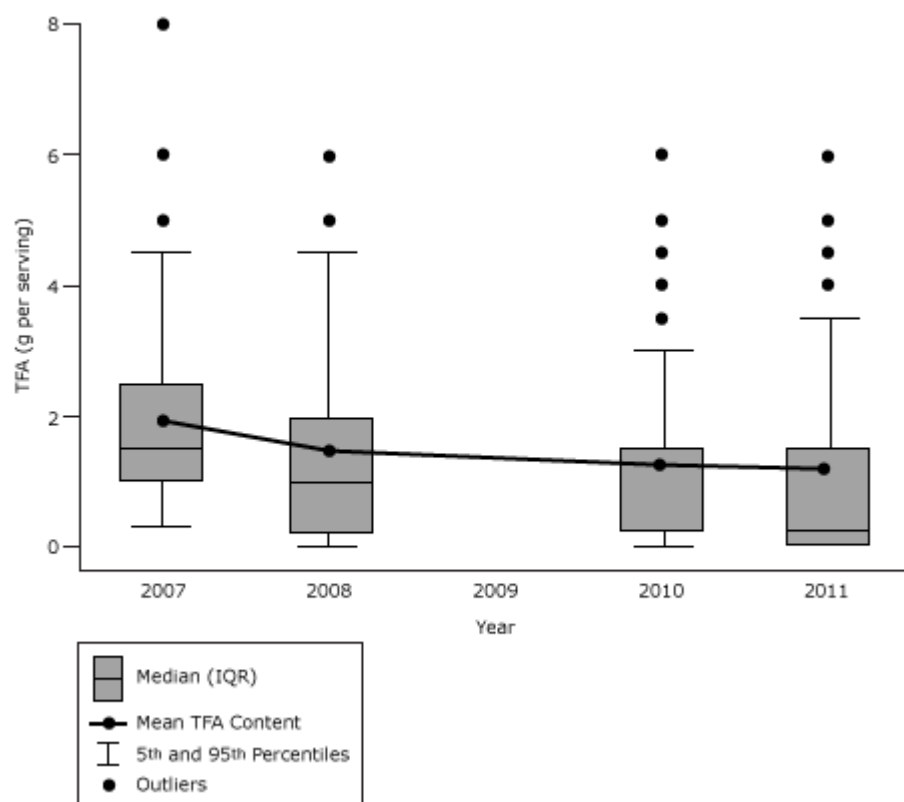 8
6
4
2
0
TFA (g per serving)
2007 2008 2009 2010 2011
Year
Median (IQR)
Mean TFA Content
5th and 95th Percentiles
Outliers